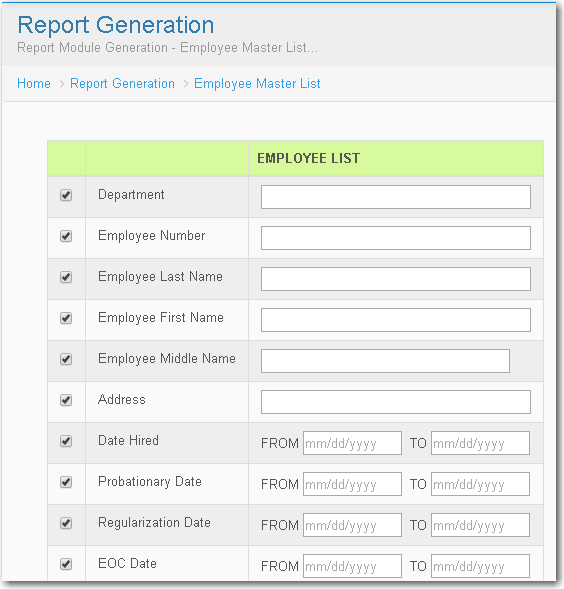 Report Generation
Report Module Generation - Employee Master List...
Home > Report Generation > Employee Master List
EMPLOYEE LIST
Department
Employee Number
Employee Last Name
Employee First Name
Employee Middle Name
Address
Date Hired FROM mm/dd/yyyy TO mm/dd/yyyy
Probationary Date FROM mm/dd/yyyy TO mm/dd/yyyy
Regularization Date FROM mm/dd/yyyy TO mm/dd/yyyy
EOC Date FROM mm/dd/yyyy TO mm/dd/yyyy